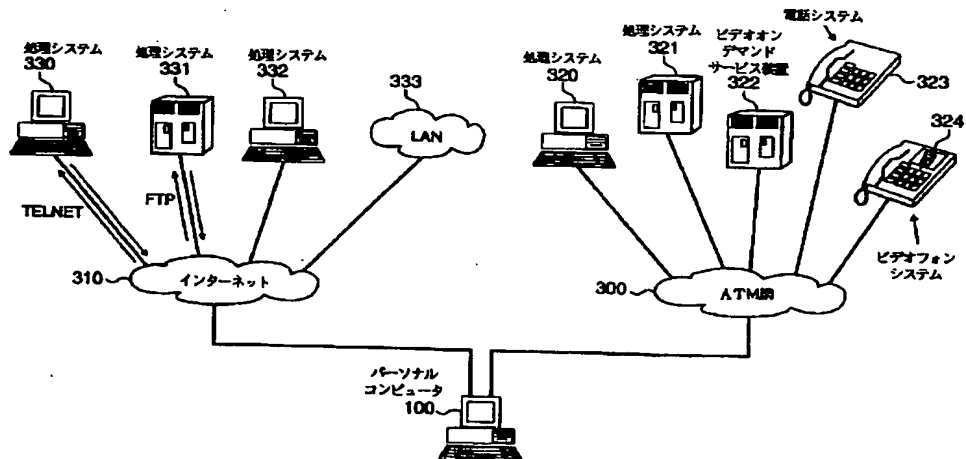 処理システム
330
処理システム
331
処理システム
332
333
LAN
TELNET
FTP
310
インターネット
処理システム
320
処理システム
321
ビデオオン
デマンド
サービス装置
322
電話システム
323
324
ビデオフォン
システム
300
ATM網
パーソナル
コンピュータ
100